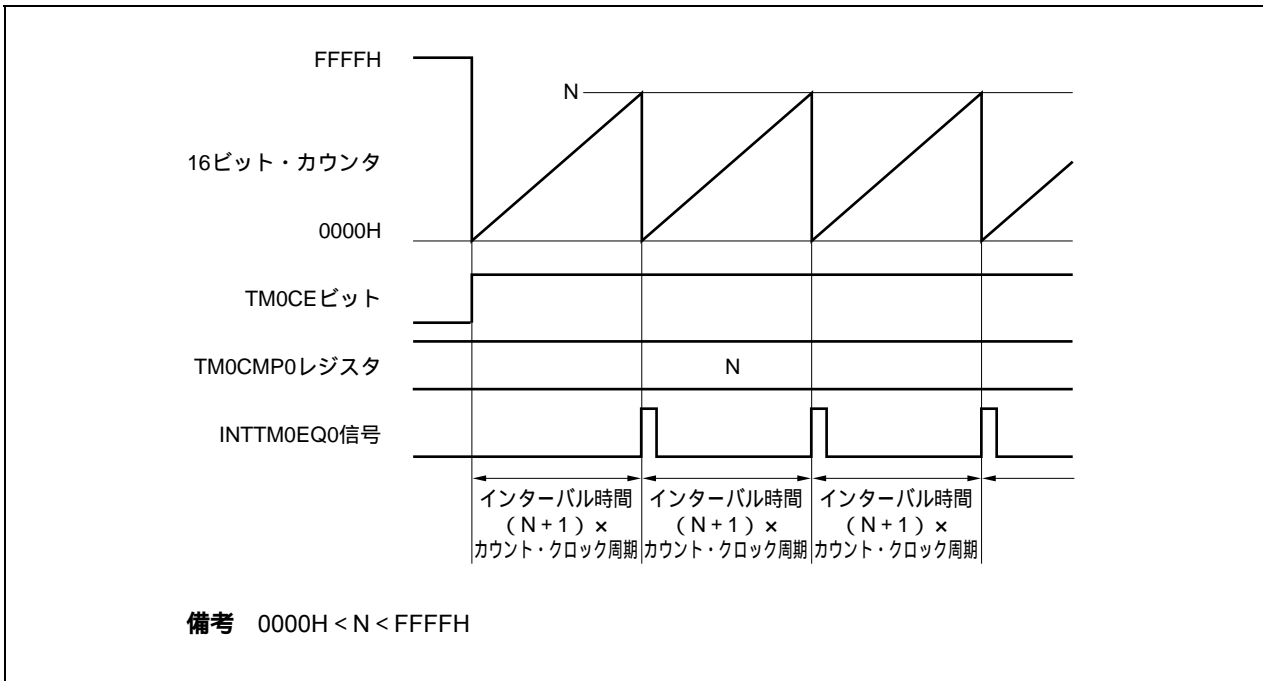 FFFFH
N
16ビット・カウンタ
0000H
TM0CEビット
TM0CMP0レジスタ
N
INTTM0EQ0信号
インターバル時間
(N+1)×
カウント・クロック周期
インターバル時間
(N+1)×
カウント・クロック周期
インターバル時間
(N+1)×
カウント・クロック周期
備考 0000H<N<FFFFH